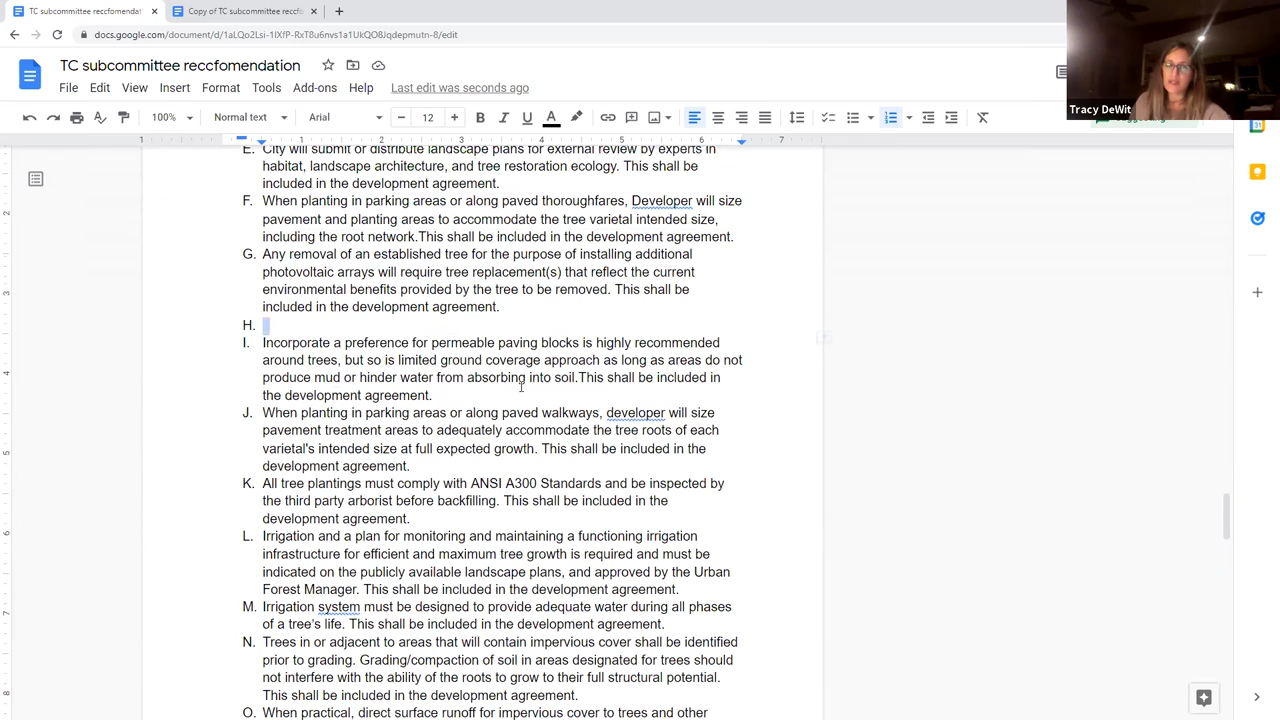 TC subcommittee reccfomendat
Copy of TC subcommittee reccf
docs.google.com/document/d/1aLQo2Lsi-1IXfP-RxT8u6nvs1a1UkQO8Jqdepmutn-8/edit
TC subcommittee reccfomendation
File Edit View Insert Format Tools Add-ons Help Last edit was seconds ago
Tracy DeWit
100% Normal text Arial 12
1 1 2 3 4 5 6 7
E. City will submit or distribute landscape plans for external review by experts in
habitat, landscape architecture, and tree restoration ecology. This shall be
included in the development agreement.
F. When planting in parking areas or along paved thoroughfares, Developer will size
pavement and planting areas to accommodate the tree varietal intended size,
including the root network.This shall be included in the development agreement.
G. Any removal of an established tree for the purpose of installing additional
photovoltaic arrays will require tree replacement(s) that reflect the current
environmental benefits provided by the tree to be removed. This shall be
included in the development agreement.
H.
I. Incorporate a preference for permeable paving blocks is highly recommended
around trees, but so is limited ground coverage approach as long as areas do not
produce mud or hinder water from absorbing into soil.This shall be included in
the development agreement.
J. When planting in parking areas or along paved walkways, developer will size
pavement treatment areas to adequately accommodate the tree roots of each
varietal's intended size at full expected growth. This shall be included in the
development agreement.
K. All tree plantings must comply with ANSI A300 Standards and be inspected by
the third party arborist before backfilling. This shall be included in the
development agreement.
L. Irrigation and a plan for monitoring and maintaining a functioning irrigation
infrastructure for efficient and maximum tree growth is required and must be
indicated on the publicly available landscape plans, and approved by the Urban
Forest Manager. This shall be included in the development agreement.
M. Irrigation system must be designed to provide adequate water during all phases
of a tree's life. This shall be included in the development agreement.
N. Trees in or adjacent to areas that will contain impervious cover shall be identified
prior to grading. Grading/compaction of soil in areas designated for trees should
not interfere with the ability of the roots to grow to their full structural potential.
This shall be included in the development agreement.
O. When practical, direct surface runoff for impervious cover to trees and other